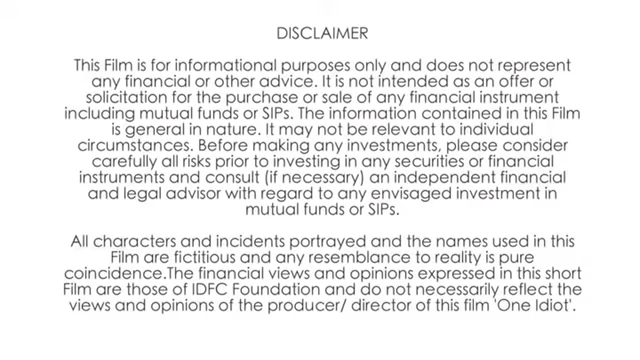 DISCLAIMER
This Film is for informational purposes only and does not represent
any financial or other advice. It is not intended as an offer or
solicitation for the purchase or sale of any financial instrument
including mutual funds or SIPs. The information contained in this Film
is general in nature. It may not be relevant to individual
circumstances. Before making any investments, please consider
carefully all risks prior to investing in any securities or financial
instruments and consult (if necessary) an independent financial
and legal advisor with regard to any envisaged investment in
mutual funds or SIPs.
All characters and incidents portrayed and the names used in this
Film are fictitious and any resemblance to reality is pure
coincidence.The financial views and opinions expressed in this short
Film are those of IDFC Foundation and do not necessarily reflect the
views and opinions of the producer/ director of this film 'One Idiot'.